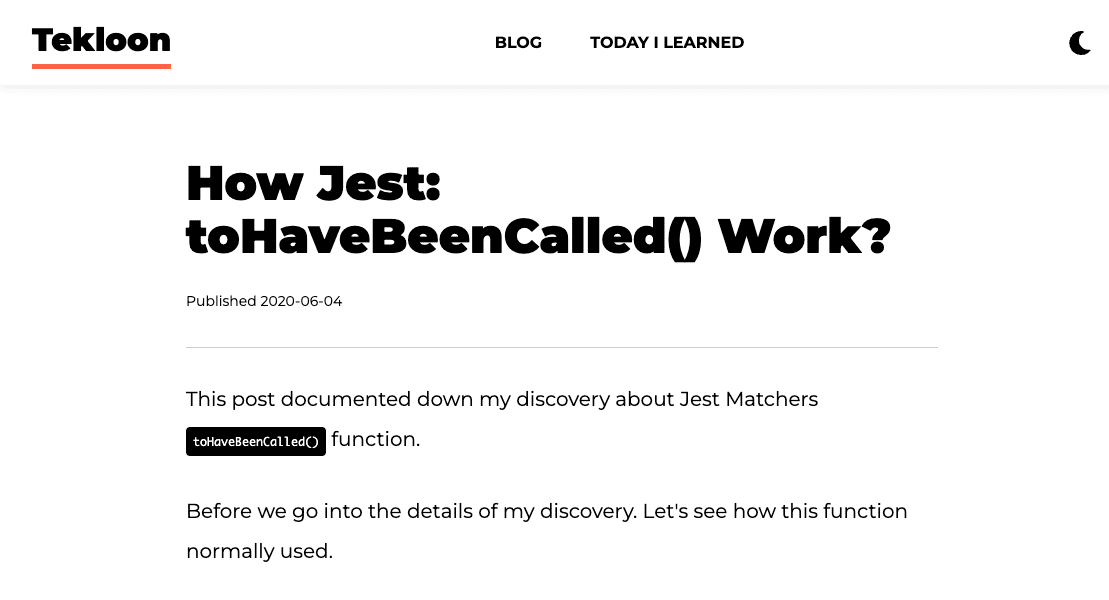 Tekloon
BLOG
TODAY I LEARNED
How Jest:
toHaveBeenCalled() Work?
Published 2020-06-04
This post documented down my discovery about Jest Matchers
toHaveBeenCalled() function.
Before we go into the details of my discovery. Let's see how this function
normally used.